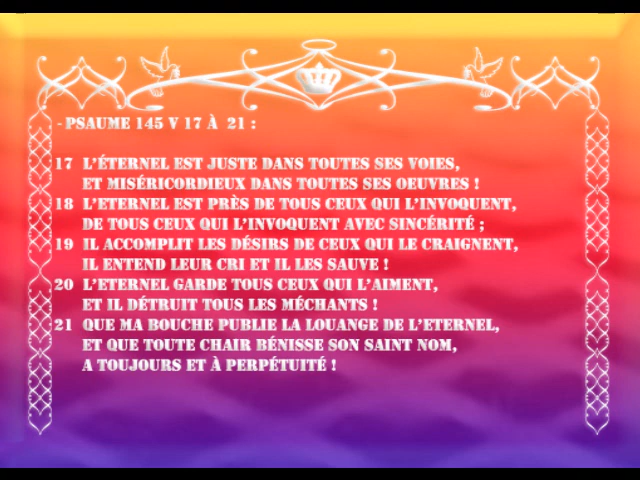 - PSAUME 145 V 17 À 21 :
17 L'ÉTERNEL EST JUSTE DANS TOUTES SES VOIES,
ET MISÉRICORDIEUX DANS TOUTES SES OEUVRES !
18 L'ETERNEL EST PRÈS DE TOUS CEUX QUI L'INVOQUENT,
DE TOUS CEUX QUI L'INVOQUENT AVEC SINCÉRITÉ ;
19 IL ACCOMPLIT LES DÉSIRS DE CEUX QUI LE CRAIGNENT,
IL ENTEND LEUR CRI ET IL LES SAUVE !
20 L'ETERNEL GARDE TOUS CEUX QUI L'AIMENT,
ET IL DÉTRUIT TOUS LES MÉCHANTS !
21 QUE MA BOUCHE PUBLIE LA LOUANGE DE L'ETERNEL,
ET QUE TOUTE CHAIR BÉNISSE SON SAINT NOM,
A TOUJOURS ET À PERPÉTUITÉ !